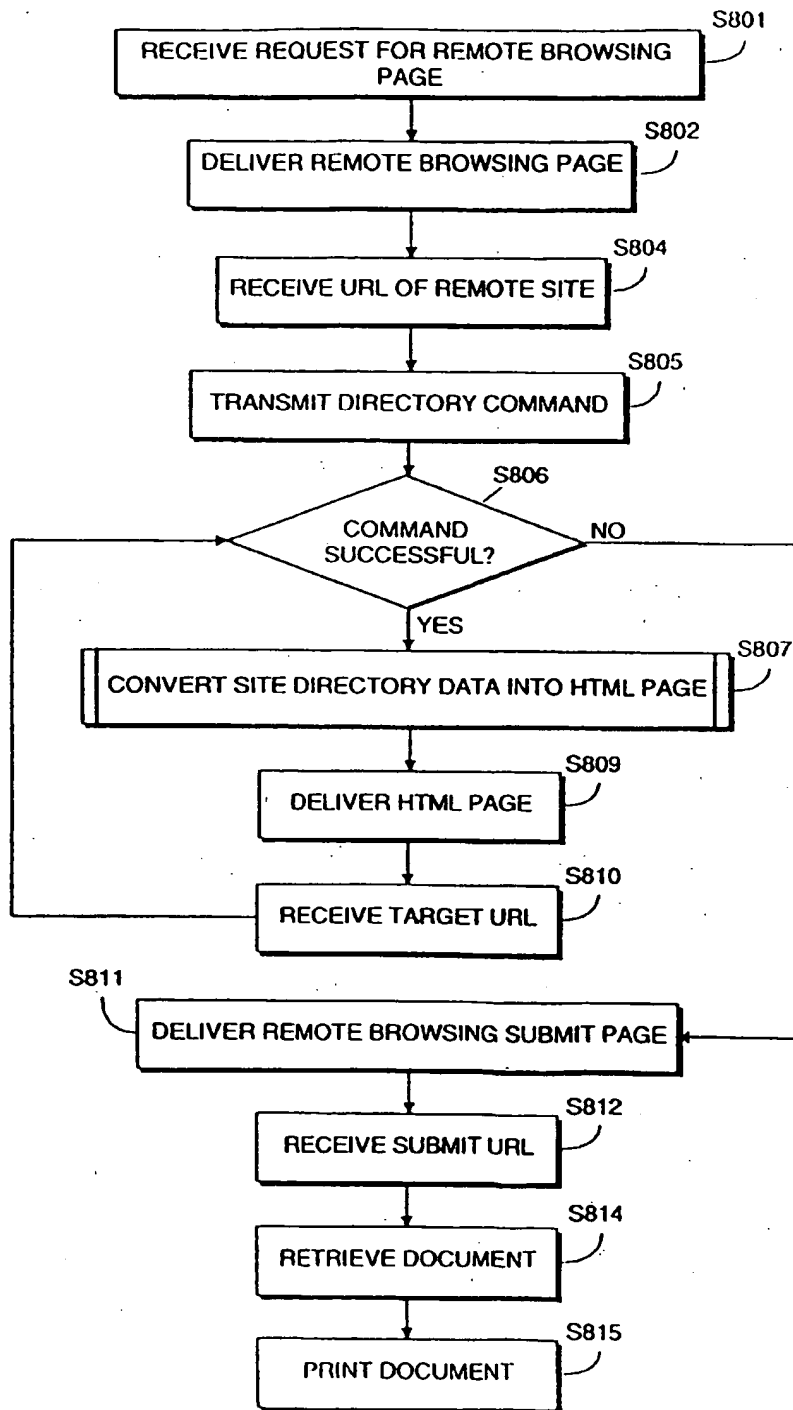 S801
RECEIVE REQUEST FOR REMOTE BROWSING
PAGE
S802
DELIVER REMOTE BROWSING PAGE
S804
RECEIVE URL OF REMOTE SITE
S805
TRANSMIT DIRECTORY COMMAND
S806
COMMAND
SUCCESSFUL?
NO
YES
S807
CONVERT SITE DIRECTORY DATA INTO HTML PAGE
S809
DELIVER HTML PAGE
S810
RECEIVE TARGET URL
S811
DELIVER REMOTE BROWSING SUBMIT PAGE
S812
RECEIVE SUBMIT URL
S814
RETRIEVE DOCUMENT
S815
PRINT DOCUMENT